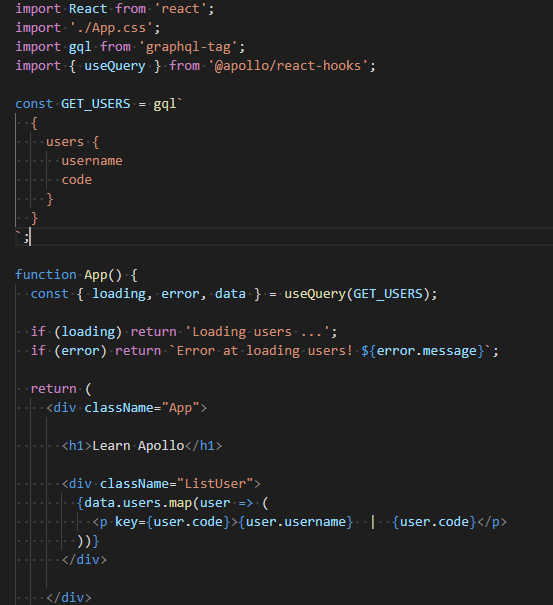 import React from 'react';
import './App.css';
import gql from 'graphql-tag';
import { useQuery } from '@apollo/react-hooks';

const GET_USERS = gql`
  {
    users {
      username
      code
    }
  }
`;

function App() {
  const { loading, error, data } = useQuery(GET_USERS);

  if (loading) return 'Loading users ...';
  if (error) return `Error at loading users! ${error.message}`;

  return (
    <div className="App">

      <h1>Learn Apollo</h1>

      <div className="ListUser">
        {data.users.map(user => (
          <p key={user.code}>{user.username}  |  {user.code}</p>
        ))}
      </div>

    </div>